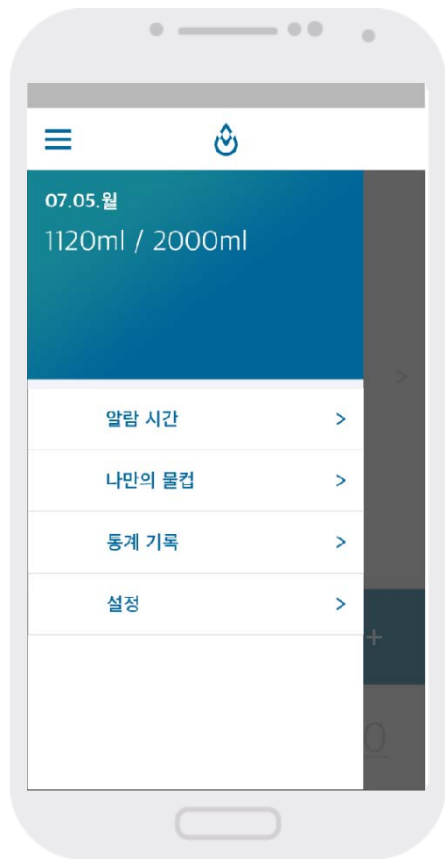 07.05.월
1120ml / 2000ml
>
알람 시간 >
나만의 물컵 >
통계 기록 >
설정 >
+
0